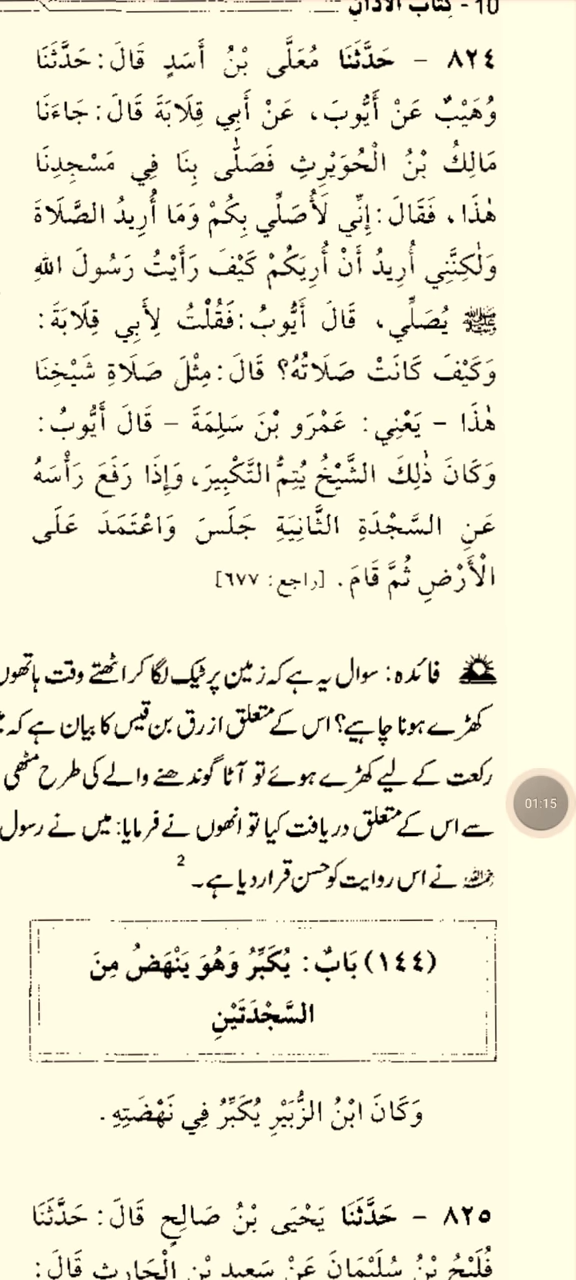 10 - كتاب الأذان
٨٢٤ - حَدَّثَنَا مُعَلَّى بْنُ أَسَدٍ قَالَ: حَدَّثَنَا
وُهَيْبٌ عَنْ أَيُّوبَ، عَنْ أَبِي قِلَابَةَ قَالَ: جَاءَنَا
مَالِكُ بْنُ الْحُوَيْرِثِ فَصَلَّى بِنَا فِي مَسْجِدِنَا
هٰذَا، فَقَالَ: إِنِّي لَأُصَلِّي بِكُمْ وَمَا أُرِيدُ الصَّلَاةَ
وَلٰكِنَّنِي أُرِيدُ أَنْ أُرِيَكُمْ كَيْفَ رَأَيْتُ رَسُولَ اللهِ
ﷺ يُصَلِّي، قَالَ أَيُّوبُ: فَقُلْتُ لِأَبِي قِلَابَةَ:
وَكَيْفَ كَانَتْ صَلَاتُهُ؟ قَالَ: مِثْلَ صَلَاةِ شَيْخِنَا
هٰذَا - يَعْنِي: عَمْرَو بْنَ سَلِمَةَ - قَالَ أَيُّوبُ:
وَكَانَ ذٰلِكَ الشَّيْخُ يُتِمُّ التَّكْبِيرَ، وَإِذَا رَفَعَ رَأْسَهُ
عَنِ السَّجْدَةِ الثَّانِيَةِ جَلَسَ وَاعْتَمَدَ عَلَى
الْأَرْضِ ثُمَّ قَامَ. [راجع: ٦٧٧]
فائدہ: سوال یہ ہے کہ زمین پر ٹیک لگا کر اٹھتے وقت ہاتھوں
کھڑے ہونا چاہیے؟ اس کے متعلق ازرق بن قیس کا بیان ہے کہ
رکعت کے لیے کھڑے ہوئے تو آٹا گوندھنے والے کی طرح مٹھی
سے اس کے متعلق دریافت کیا تو انھوں نے فرمایا: میں نے رسول
رحمہ اللہ نے اس روایت کو حسن قرار دیا ہے۔ 2
01:15
(١٤٤) بَابٌ: يُكَبِّرُ وَهُوَ يَنْهَضُ مِنَ
السَّجْدَتَيْنِ
وَكَانَ ابْنُ الزُّبَيْرِ يُكَبِّرُ فِي نَهْضَتِهِ.
٨٢٥ - حَدَّثَنَا يَحْيَى بْنُ صَالِحٍ قَالَ: حَدَّثَنَا
فُلَيْحُ بْنُ سُلَيْمَانَ عَنْ سَعِيدِ بْنِ الْحَارِثِ قَالَ: